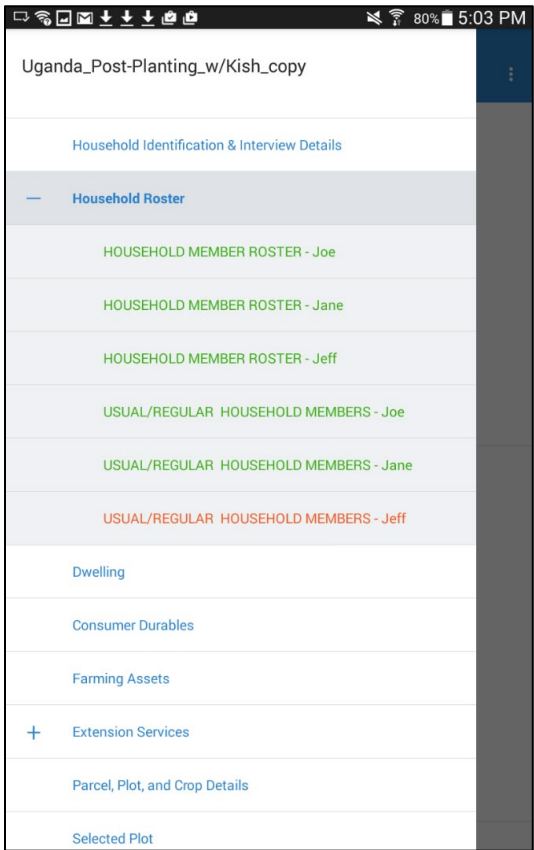 80% 5:03 PM
Uganda_Post-Planting_w/Kish_copy
Household Identification & Interview Details
— Household Roster
HOUSEHOLD MEMBER ROSTER - Joe
HOUSEHOLD MEMBER ROSTER - Jane
HOUSEHOLD MEMBER ROSTER - Jeff
USUAL/REGULAR HOUSEHOLD MEMBERS - Joe
USUAL/REGULAR HOUSEHOLD MEMBERS - Jane
USUAL/REGULAR HOUSEHOLD MEMBERS - Jeff
Dwelling
Consumer Durables
Farming Assets
+ Extension Services
Parcel, Plot, and Crop Details
Selected Plot